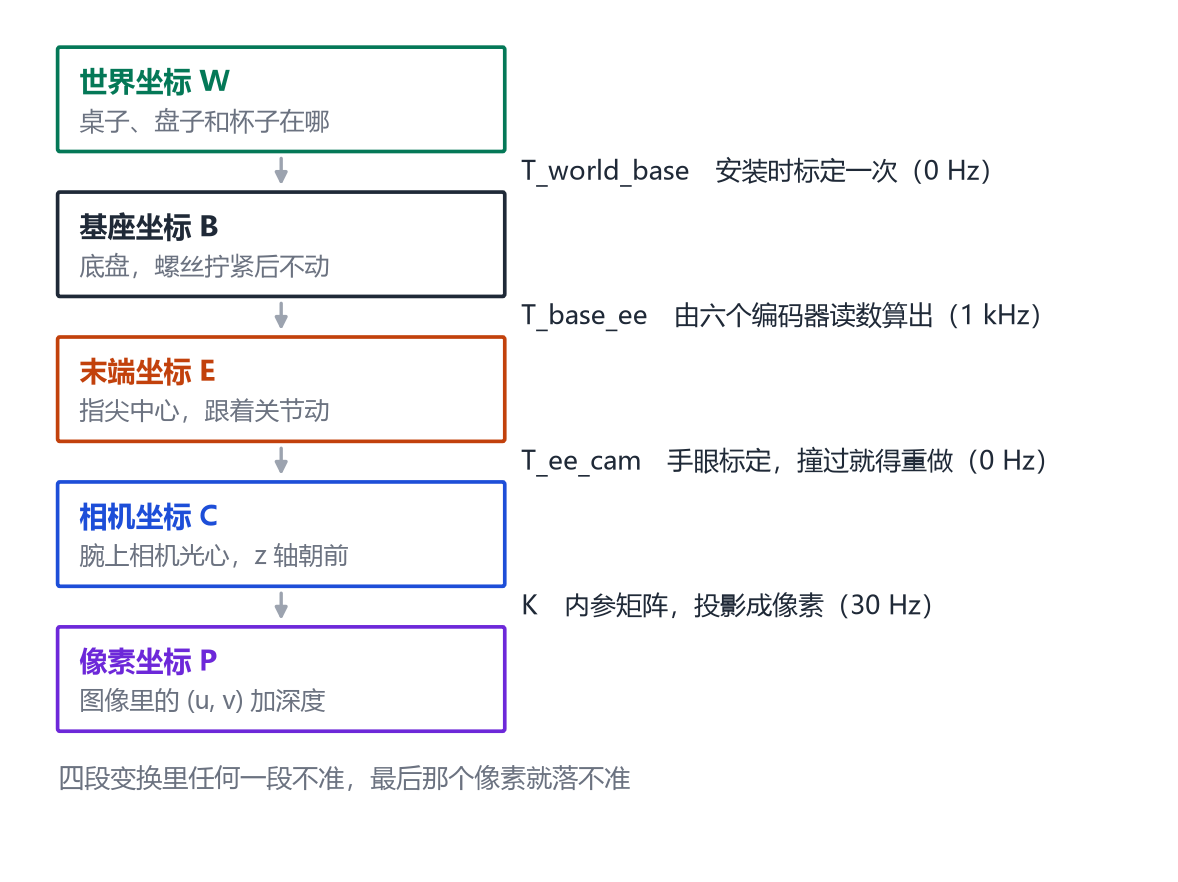 世界坐标 W
桌子、盘子和杯子在哪
T_world_base 安装时标定一次（0 Hz）
基座坐标 B
底盘，螺丝拧紧后不动
T_base_ee 由六个编码器读数算出（1 kHz）
末端坐标 E
指尖中心，跟着关节动
T_ee_cam 手眼标定，撞过就得重做（0 Hz）
相机坐标 C
腕上相机光心，z 轴朝前
K 内参矩阵，投影成像素（30 Hz）
像素坐标 P
图像里的 (u, v) 加深度
四段变换里任何一段不准，最后那个像素就落不准